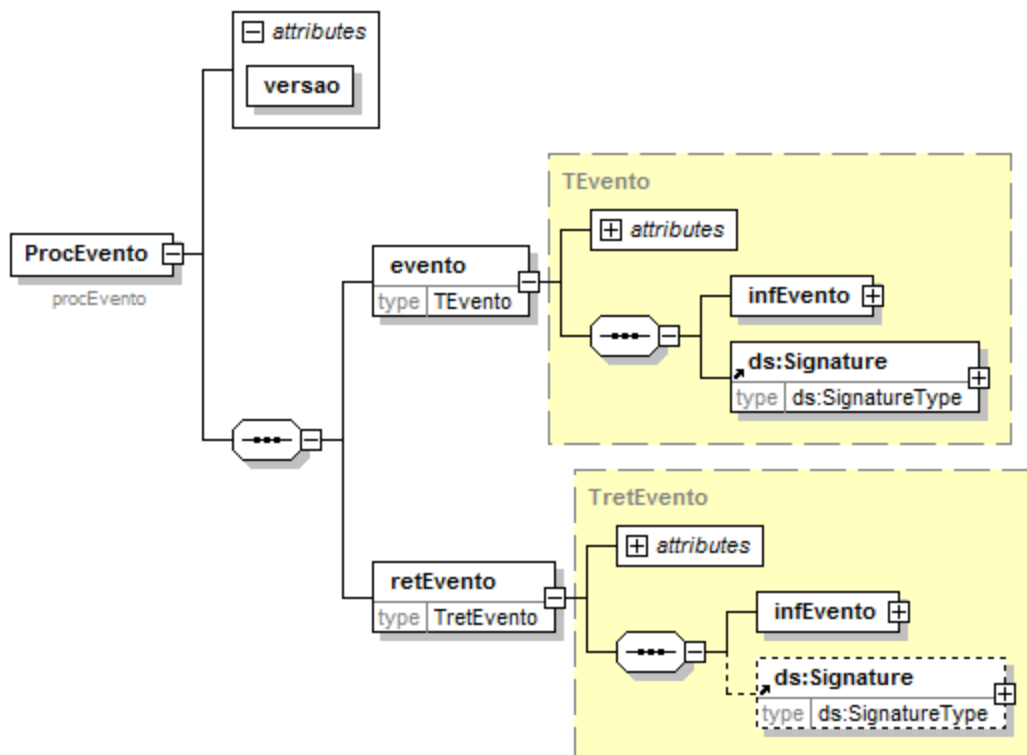 attributes
versao
ProcEvento
procEvento
evento
type TEvento
TEvento
attributes
infEvento
ds:Signature
type ds:SignatureType
retEvento
type TretEvento
TretEvento
attributes
infEvento
ds:Signature
type ds:SignatureType